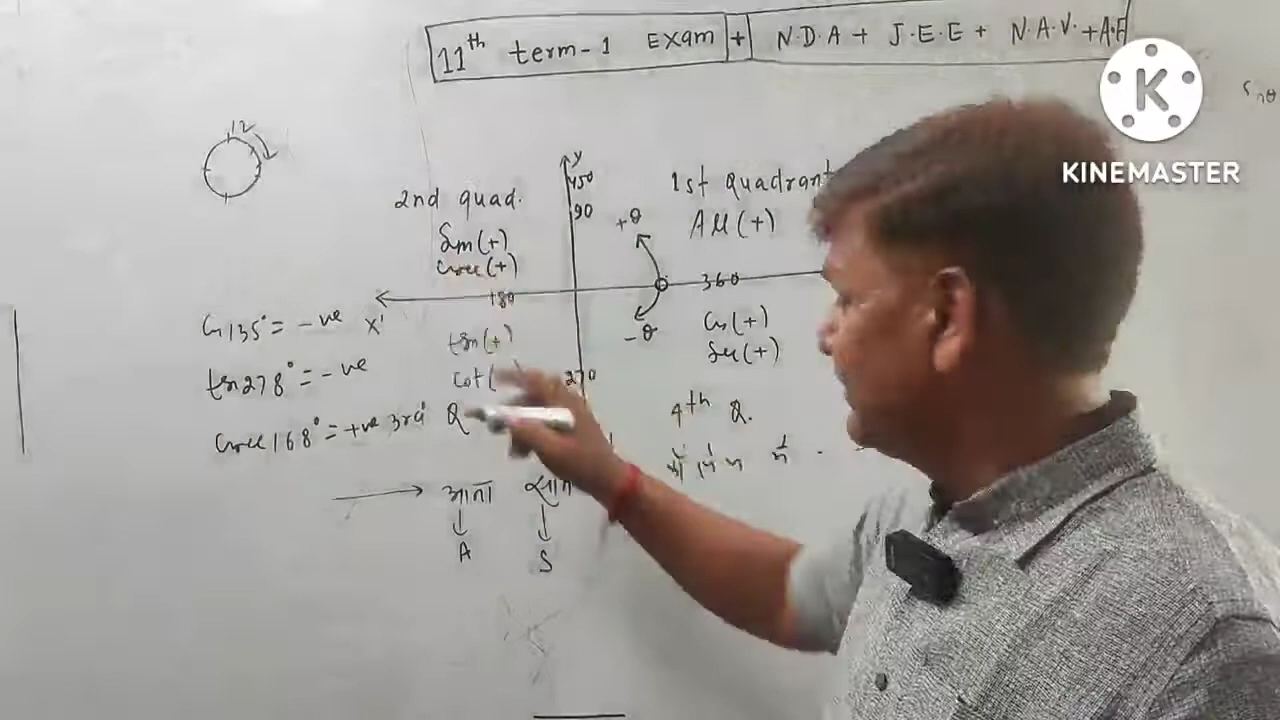 11th term-1 Exam + N.D.A + J.E.E + N.A.V. + A.F
KINEMASTER
12
y
450
90
2nd quad.
Sin(+)
Cosec(+)
1st Quadrant
All(+)
+θ
-θ
180
360
X'
Cos135° = -ve
tan278° = -ve
Cosec168° = +ve
tan(+)
cot(
3rd Q
270
Cos(+)
Sec(+)
4th Q.
A
S